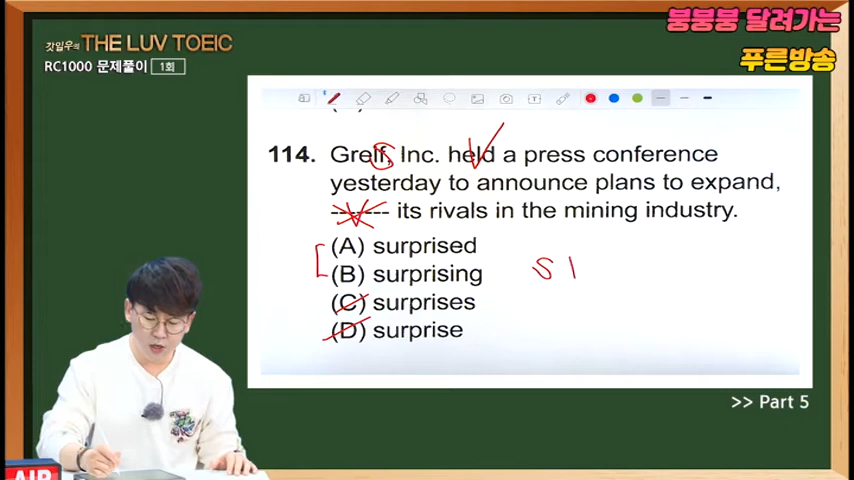 붕붕붕 달려가는
푸른방송
갓일우의 THE LUV TOEIC
RC1000 문제풀이 1회
114. Grelf, Inc. held a press conference
yesterday to announce plans to expand,
------- its rivals in the mining industry.
(A) surprised
(B) surprising
(C) surprises
(D) surprise
S V
S
>> Part 5